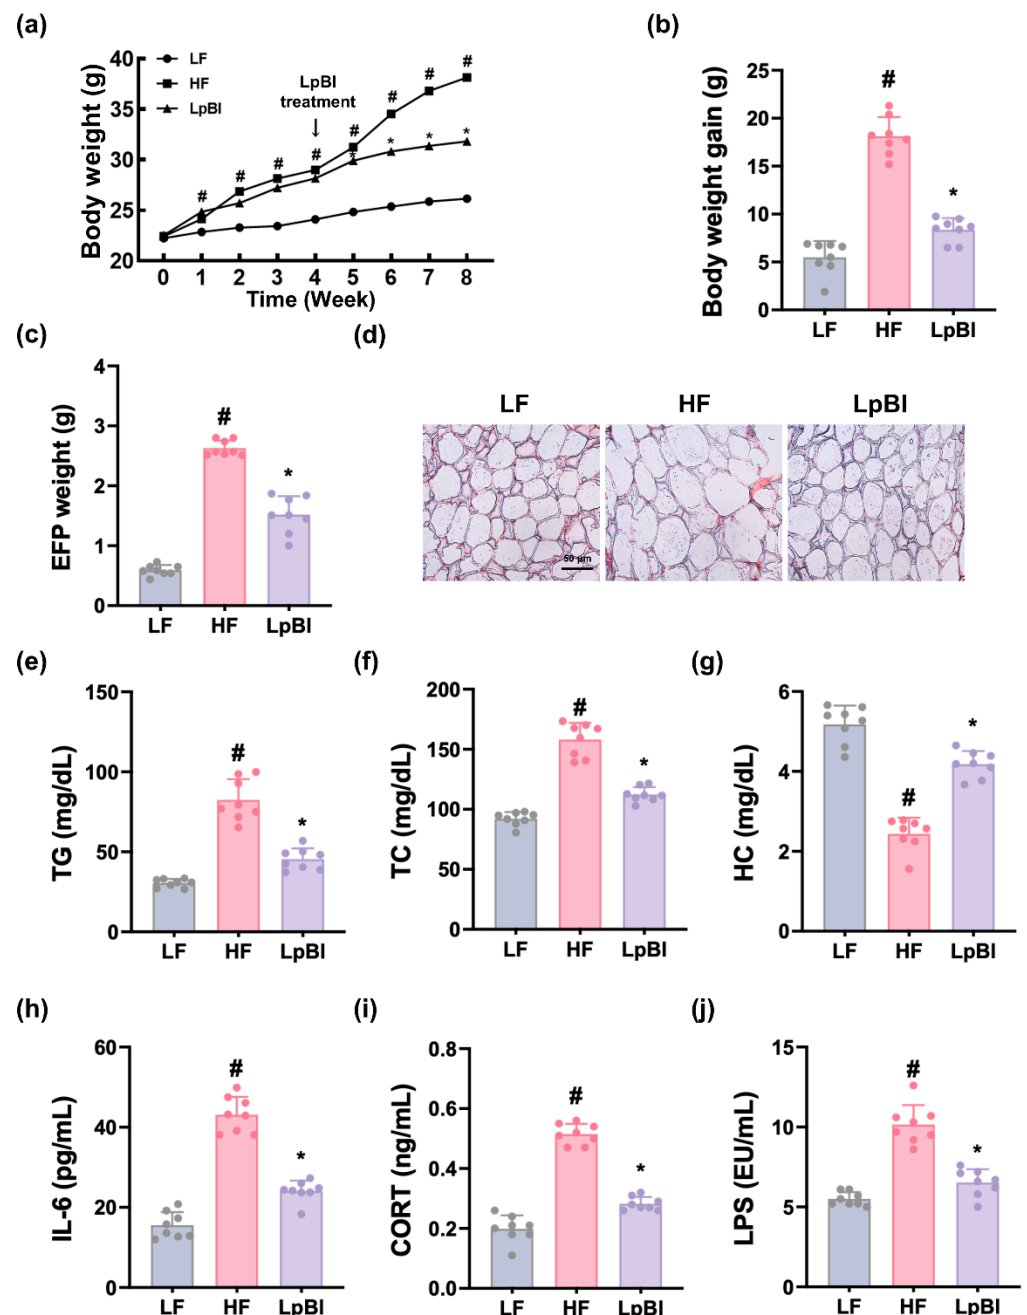 (a)
LF
HF
LpBI
LpBI
treatment
Body weight (g)
40
35
30
25
20
# # # # # # # #
* * * *
0 1 2 3 4 5 6 7 8
Time (Week)
(b)
Body weight gain (g)
25
20
15
10
5
0
#
*
LF HF LpBI
(c)
EFP weight (g)
4
3
2
1
0
#
*
LF HF LpBI
(d)
LF HF LpBI
50 μm
(e)
TG (mg/dL)
150
100
50
0
#
*
LF HF LpBI
(f)
TC (mg/dL)
200
150
100
50
0
#
*
LF HF LpBI
(g)
HC (mg/dL)
6
4
2
0
#
*
LF HF LpBI
(h)
IL-6 (pg/mL)
60
40
20
0
#
*
LF HF LpBI
(i)
CORT (ng/mL)
0.8
0.6
0.4
0.2
0.0
#
*
LF HF LpBI
(j)
LPS (EU/mL)
15
10
5
0
#
*
LF HF LpBI